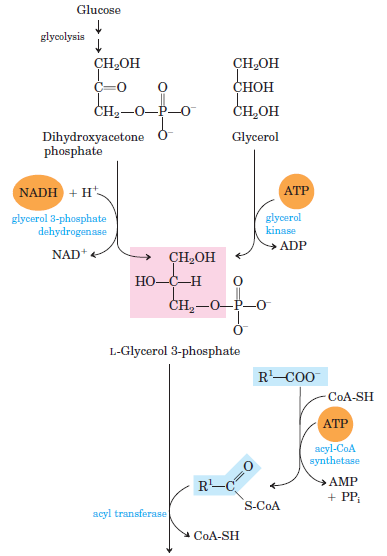 Glucose
glycolysis
CH₂OH
C=O O
CH₂—O—P—O⁻
O⁻
Dihydroxyacetone
phosphate
CH₂OH
CHOH
CH₂OH
Glycerol
NADH + H⁺
glycerol 3-phosphate
dehydrogenase
NAD⁺
ATP
glycerol
kinase
ADP
CH₂OH
HO—C—H O
CH₂—O—P—O⁻
O⁻
L-Glycerol 3-phosphate
R¹—COO⁻
CoA-SH
ATP
acyl-CoA
synthetase
AMP
+ PPᵢ
O
R¹—C
S-CoA
acyl transferase
CoA-SH